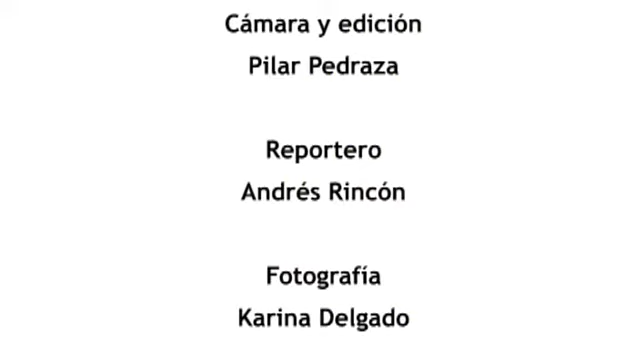 Cámara y edición
Pilar Pedraza
Reportero
Andrés Rincón
Fotografía
Karina Delgado